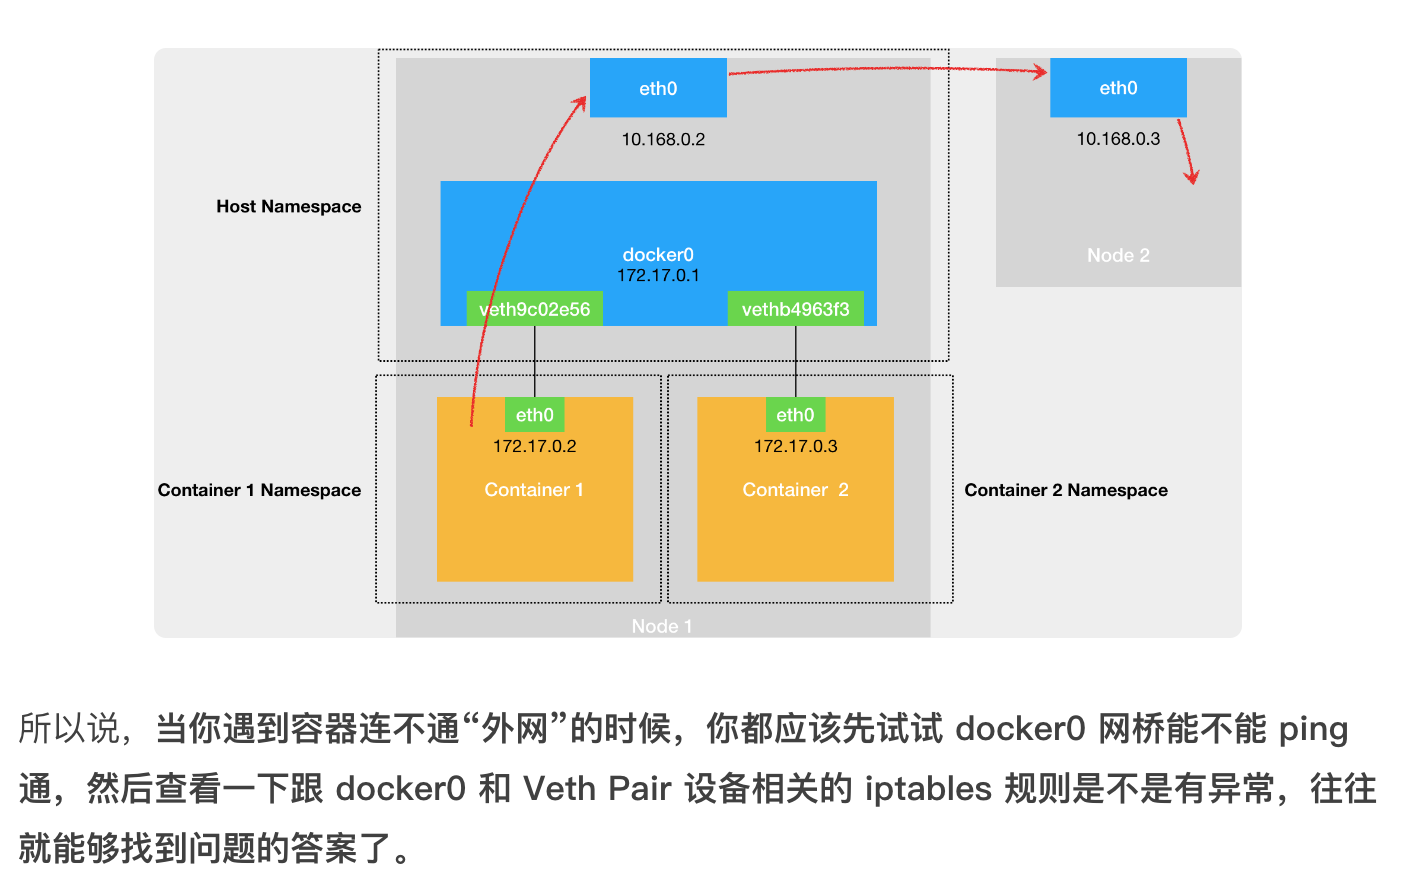 eth0
eth0
10.168.0.2
10.168.0.3
Host Namespace
docker0
172.17.0.1
Node 2
veth9c02e56
vethb4963f3
eth0
eth0
172.17.0.2
172.17.0.3
Container 1 Namespace
Container 1
Container 2
Container 2 Namespace
Node 1
所以说，当你遇到容器连不通“外网”的时候，你都应该先试试 docker0 网桥能不能 ping
通，然后查看一下跟 docker0 和 Veth Pair 设备相关的 iptables 规则是不是有异常，往往
就能够找到问题的答案了。